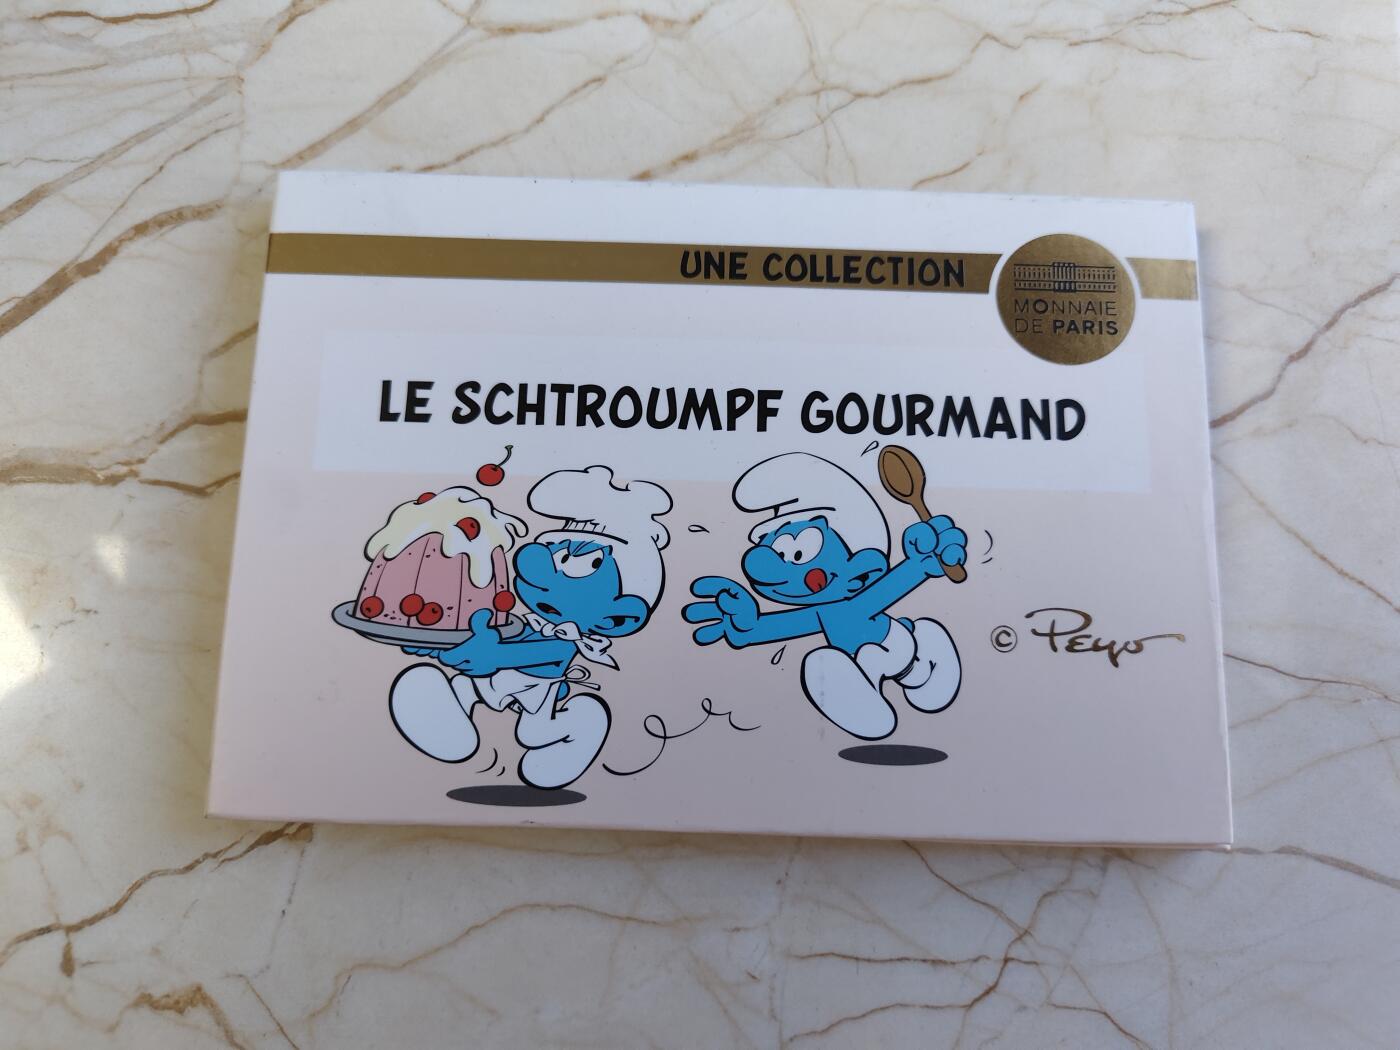 UNE COLLECTION
MONNAIE
DE PARIS
LE SCHTROUMPF GOURMAND
© Peyo